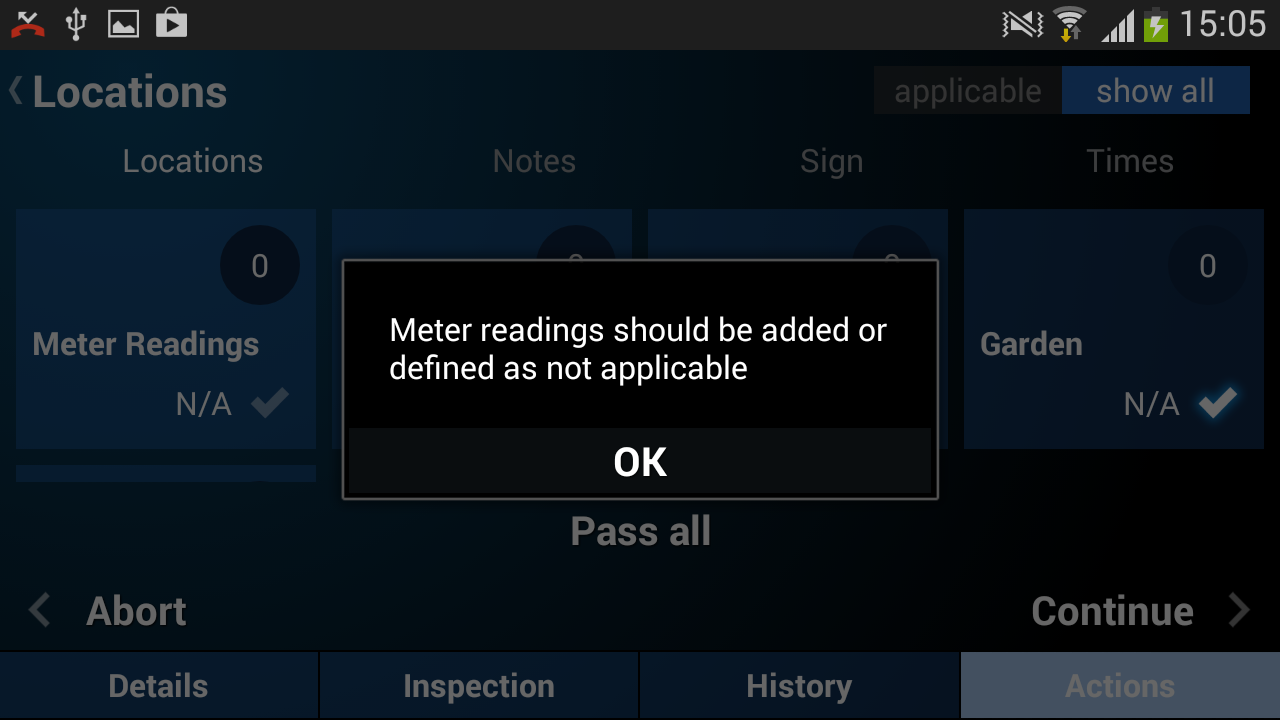 15:05
Locations
applicable
show all
Locations
Notes
Sign
Times
0
0
Meter Readings
Garden
N/A
N/A
Meter readings should be added or
defined as not applicable
OK
Pass all
Abort
Continue
Details
Inspection
History
Actions